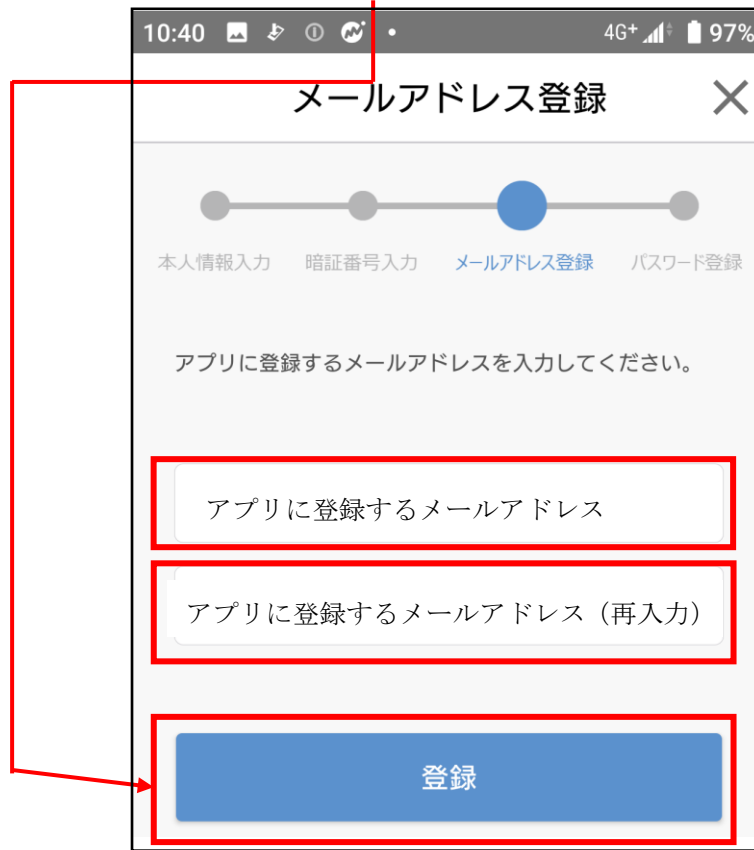 10:40 4G+ 97%
メールアドレス登録
本人情報入力 暗証番号入力 メールアドレス登録 パスワード登録
アプリに登録するメールアドレスを入力してください。
アプリに登録するメールアドレス
アプリに登録するメールアドレス（再入力）
登録